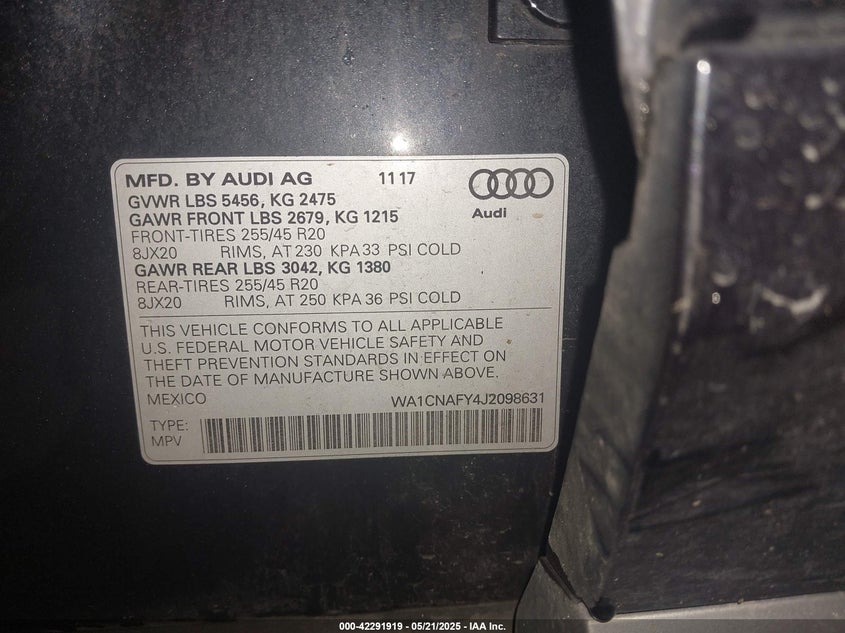 MFD. BY AUDI AG 11 17
GVWR LBS 5456, KG 2475
GAWR FRONT LBS 2679, KG 1215
Audi
FRONT-TIRES 255/45 R20
8JX20 RIMS, AT 230 KPA 33 PSI COLD
GAWR REAR LBS 3042, KG 1380
REAR-TIRES 255/45 R20
8JX20 RIMS, AT 250 KPA 36 PSI COLD
THIS VEHICLE CONFORMS TO ALL APPLICABLE
U.S. FEDERAL MOTOR VEHICLE SAFETY AND
THEFT PREVENTION STANDARDS IN EFFECT ON
THE DATE OF MANUFACTURE SHOWN ABOVE.
MEXICO WA1CNAFY4J2098631
TYPE:
MPV
000-42291919 - 05/21/2025 - IAA Inc.